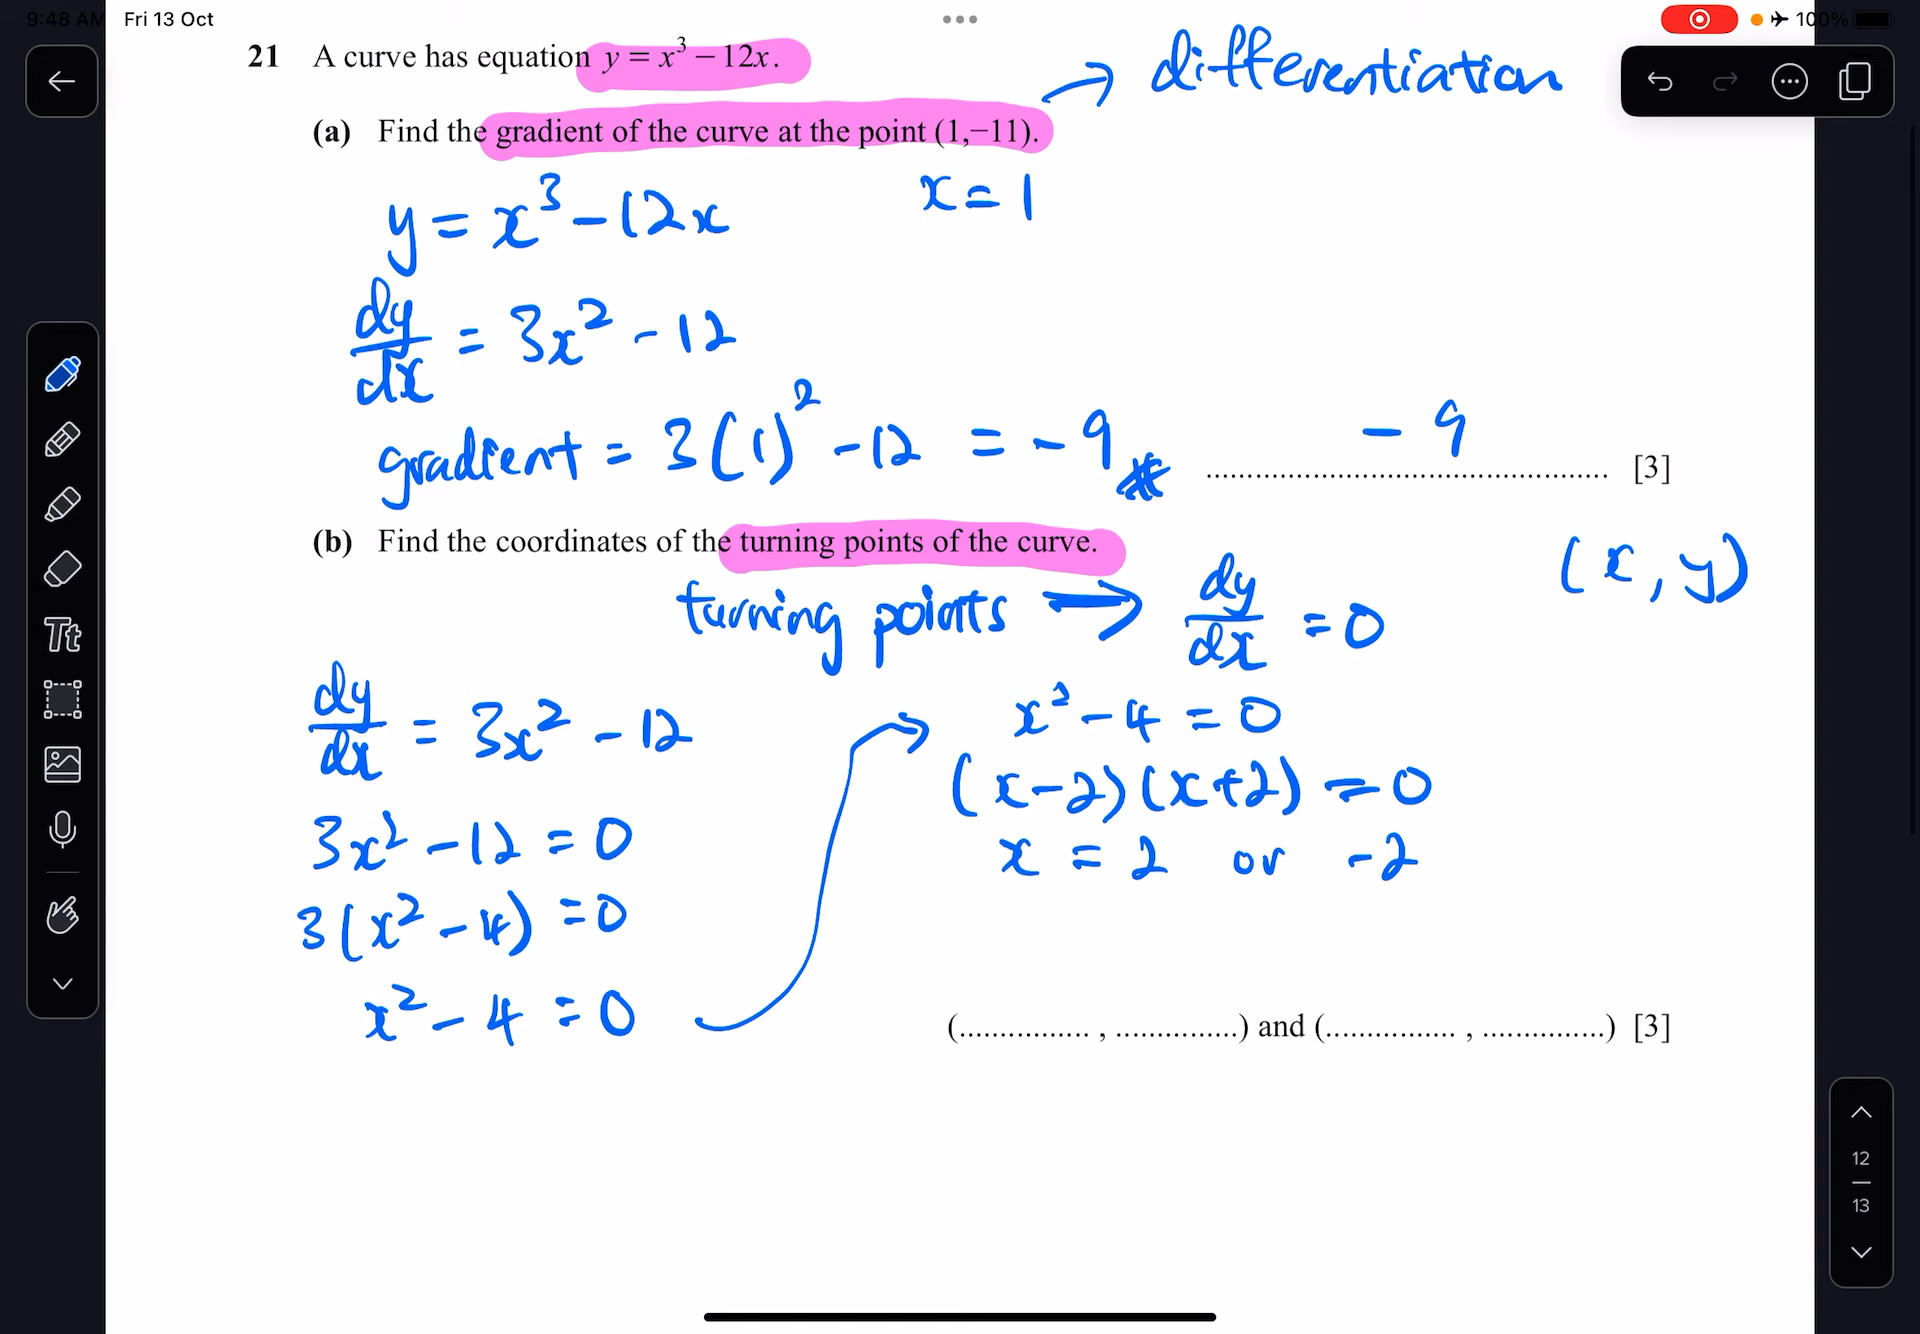 9:48 AM Fri 13 Oct
100%
21 A curve has equation y = x³ − 12x.
→ differentiation
(a) Find the gradient of the curve at the point (1,−11).
y = x³ − 12x
x = 1
dy/dx = 3x² − 12
gradient = 3(1)² − 12 = −9
− 9
........................................ [3]
(b) Find the coordinates of the turning points of the curve.
(x, y)
turning points → dy/dx = 0
dy/dx = 3x² − 12
3x² − 12 = 0
3(x² − 4) = 0
x² − 4 = 0
→ x² − 4 = 0
(x−2)(x+2) = 0
x = 2 or −2
(................ , ...............) and (................ , ...............) [3]
Tt
12
13